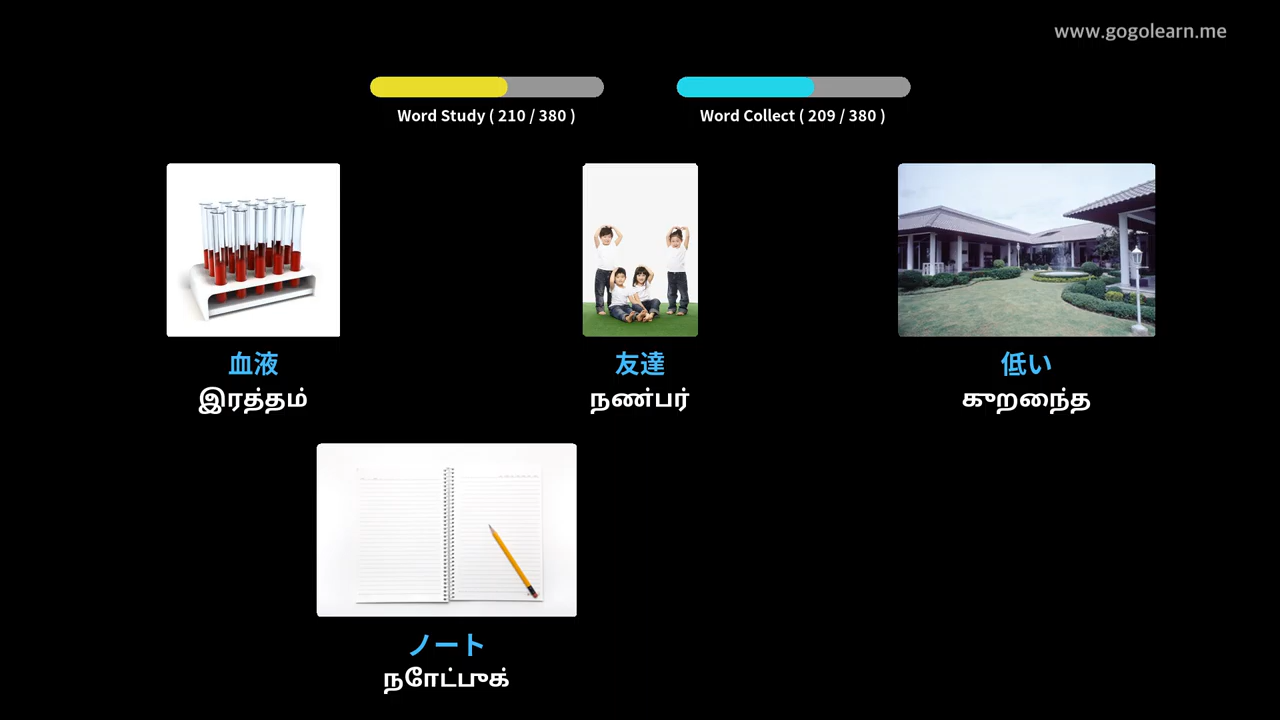 www.gogolearn.me
Word Study ( 210 / 380 )
Word Collect ( 209 / 380 )
血液
இரத்தம்
友達
நண்பர்
低い
குறைந்த
ノート
நோட்புக்